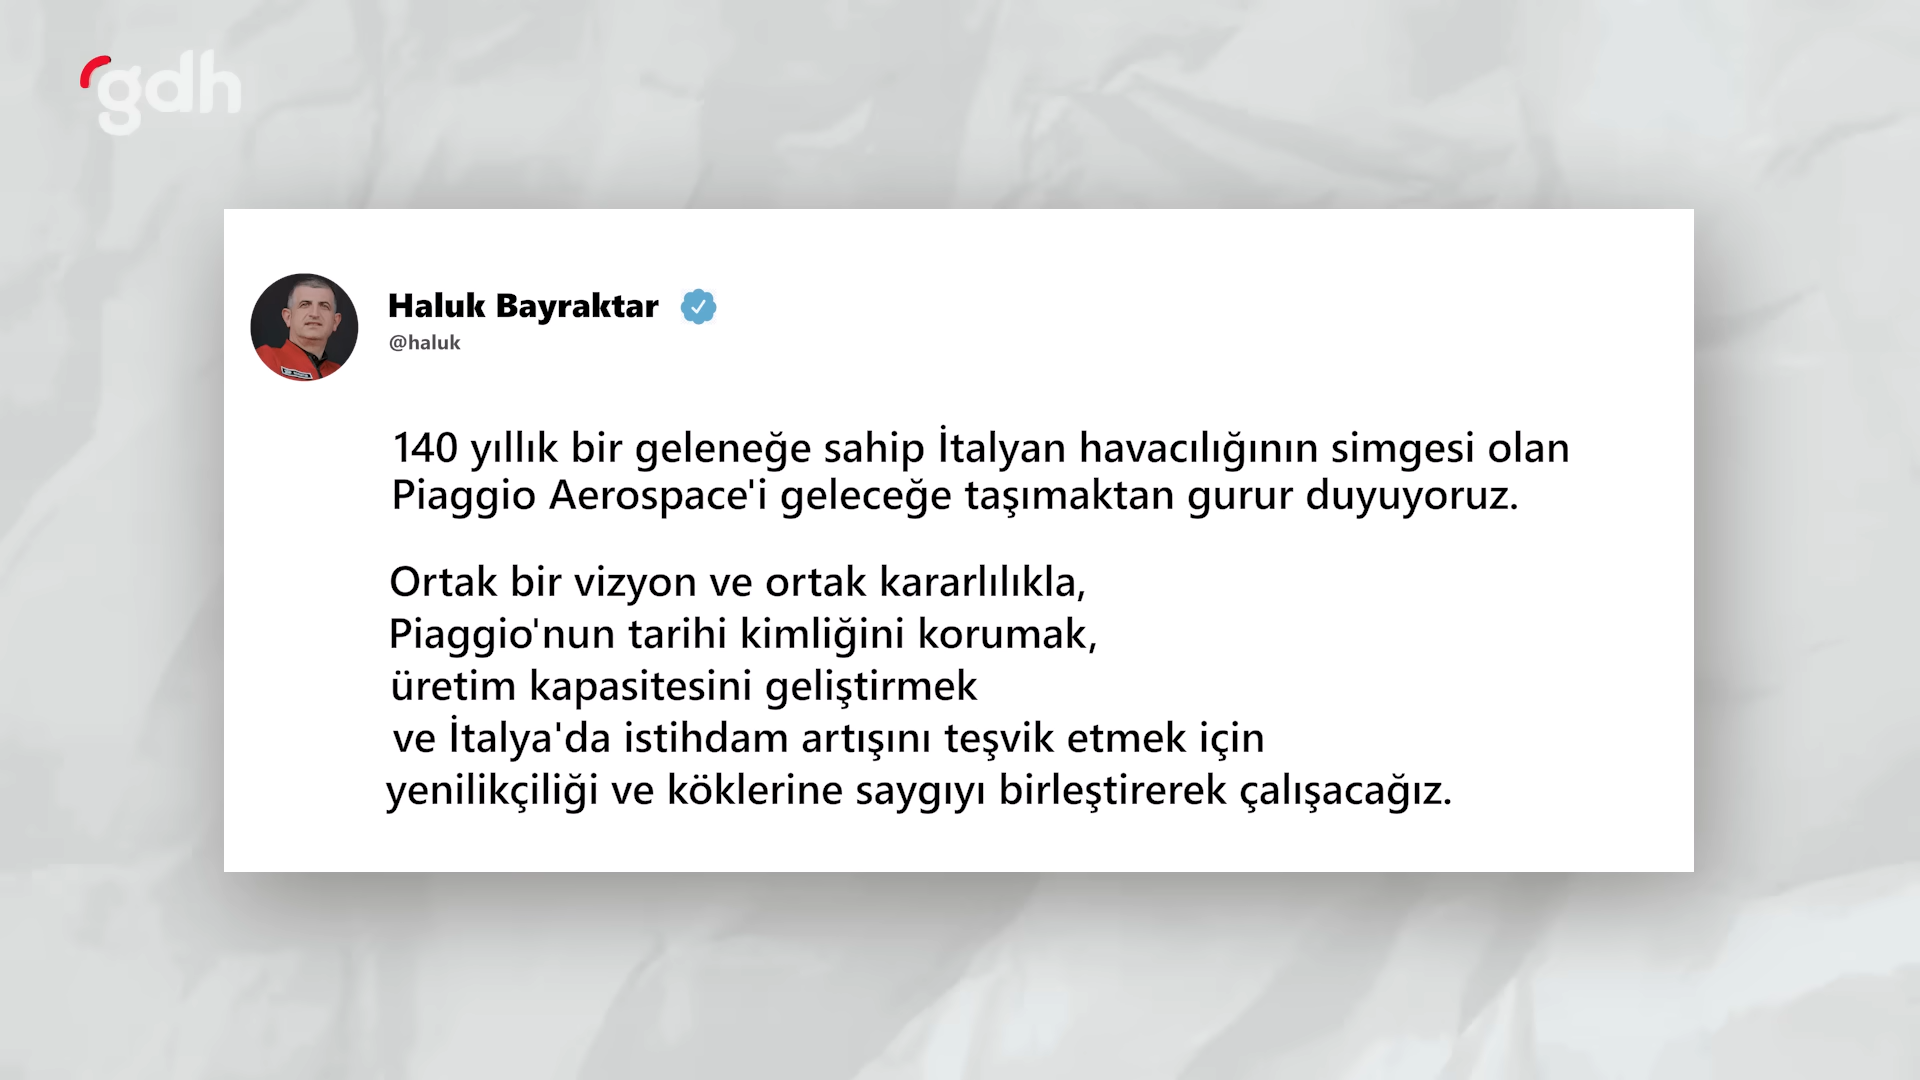 gdh
Haluk Bayraktar
@haluk
140 yıllık bir geleneğe sahip İtalyan havacılığının simgesi olan
Piaggio Aerospace'i geleceğe taşımaktan gurur duyuyoruz.
Ortak bir vizyon ve ortak kararlılıkla,
Piaggio'nun tarihi kimliğini korumak,
üretim kapasitesini geliştirmek
ve İtalya'da istihdam artışını teşvik etmek için
yenilikçiliği ve köklerine saygıyı birleştirerek çalışacağız.